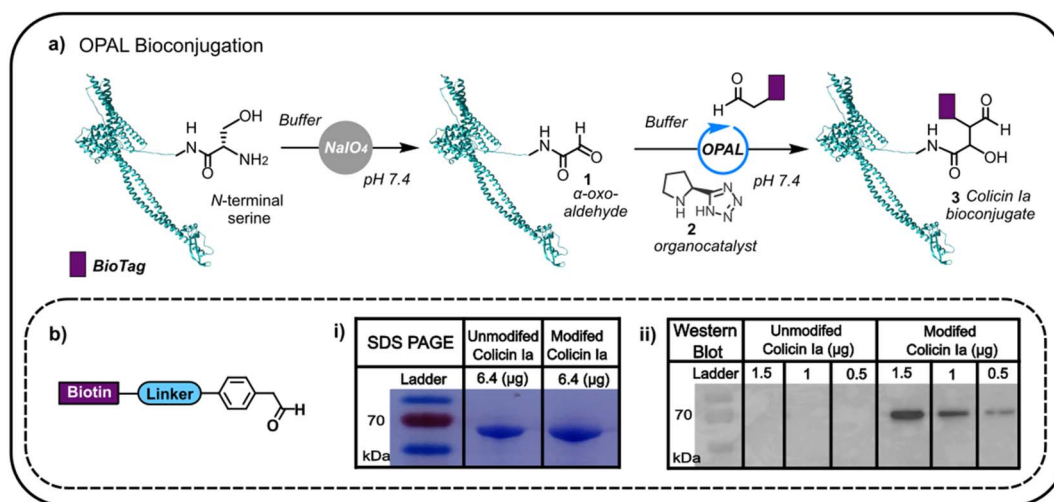 a) OPAL Bioconjugation
OH
HN
O
NH₂
N-terminal
serine
Buffer
NaIO₄
pH 7.4
HN
O
O
H
1
α-oxo-
aldehyde
O
H
Buffer
OPAL
pH 7.4
N
H
HN
N
N
N
2
organocatalyst
O
H
HN
O
OH
3 Colicin Ia
bioconjugate
BioTag
b)
Biotin
Linker
O
H
i)
SDS PAGE
Unmodifed
Colicin Ia
Modifed
Colicin Ia
Ladder
6.4 (µg)
6.4 (µg)
70
kDa
ii)
Western
Blot
Unmodifed
Colicin Ia (µg)
Modifed
Colicin Ia (µg)
Ladder
1.5
1
0.5
1.5
1
0.5
70
kDa